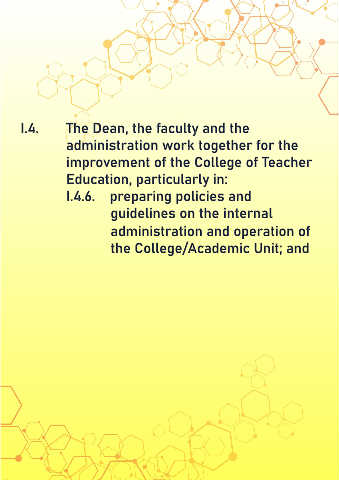 I.4. The Dean, the faculty and the
administration work together for the
improvement of the College of Teacher
Education, particularly in:
I.4.6. preparing policies and
guidelines on the internal
administration and operation of
the College/Academic Unit; and